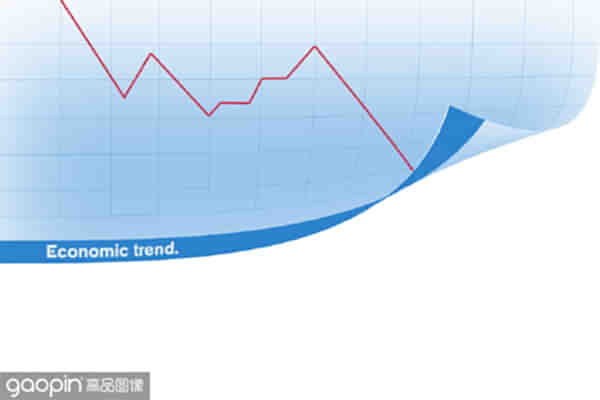 Economic trend.
gaopin 高品图像